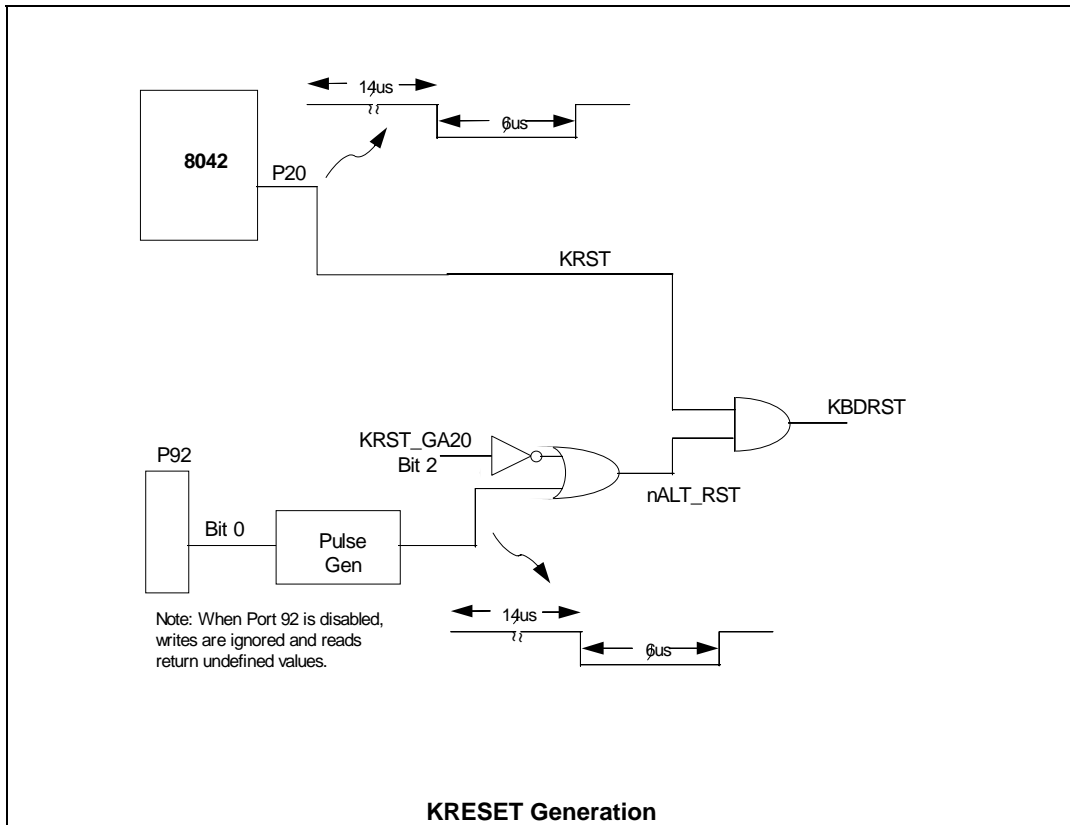 14us
6us
8042
P20
KRST
KBDRST
KRST_GA20
Bit 2
nALT_RST
P92
Bit 0
Pulse
Gen
14us
6us
Note: When Port 92 is disabled,
writes are ignored and reads
return undefined values.
KRESET Generation